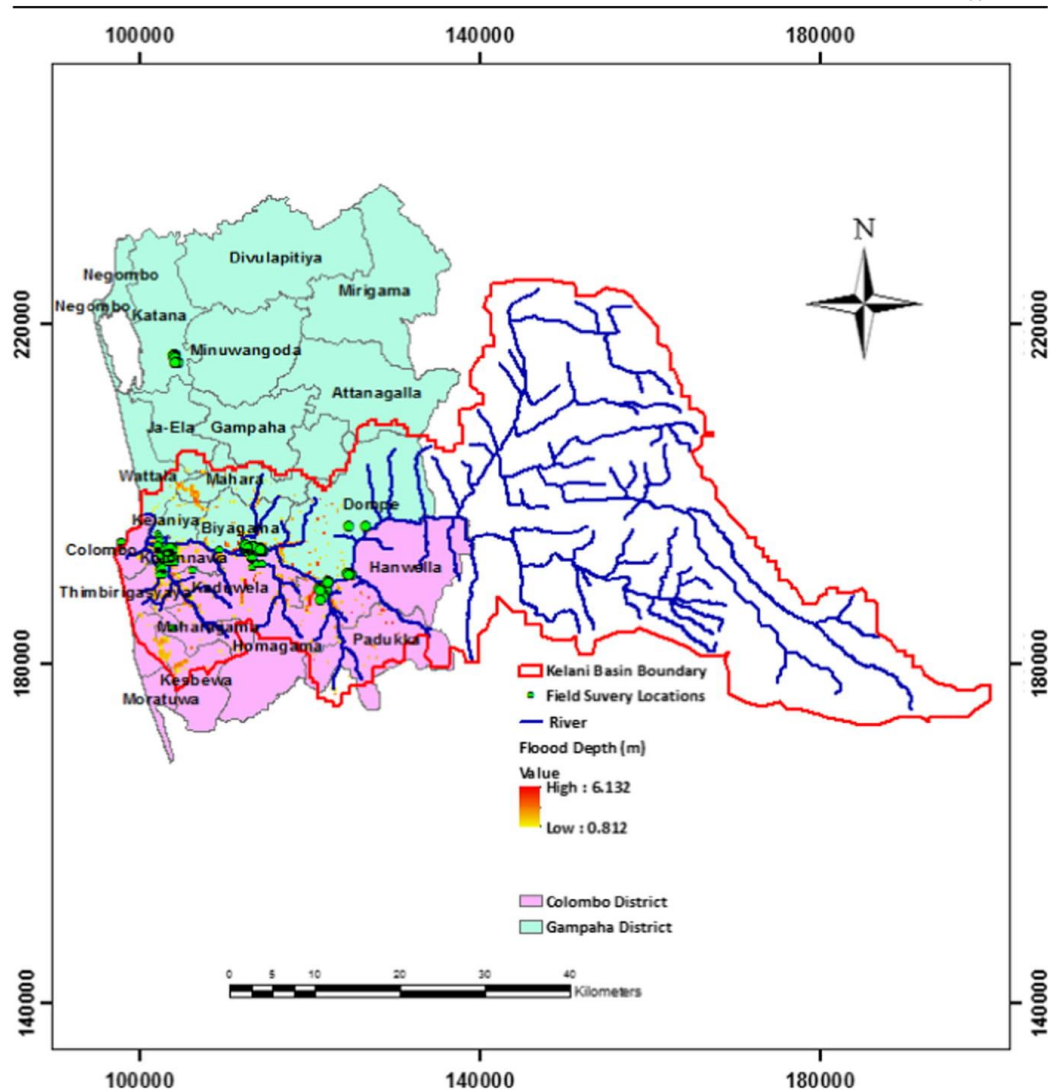 100000 140000 180000
N
Divulapitiya
Negombo
Mirigama
Negombo
Katana
220000 220000
Minuwangoda
Attanagalla
Ja-Ela Gampaha
Wattala Mahara
Dompe
Kelaniya
Biyagama
Colombo Kolonnawa
Hanwella
Thimbirigasyaya Kaduwela
Maharagama
Homagama
Padukka
180000 180000
Kesbewa
Moratuwa
Kelani Basin Boundary
Field Suvery Locations
River
Floood Depth (m)
Value
High : 6.132
Low : 0.812
Colombo District
Gampaha District
0 5 10 20 30 40
Kilometers
140000 140000
100000 140000 180000